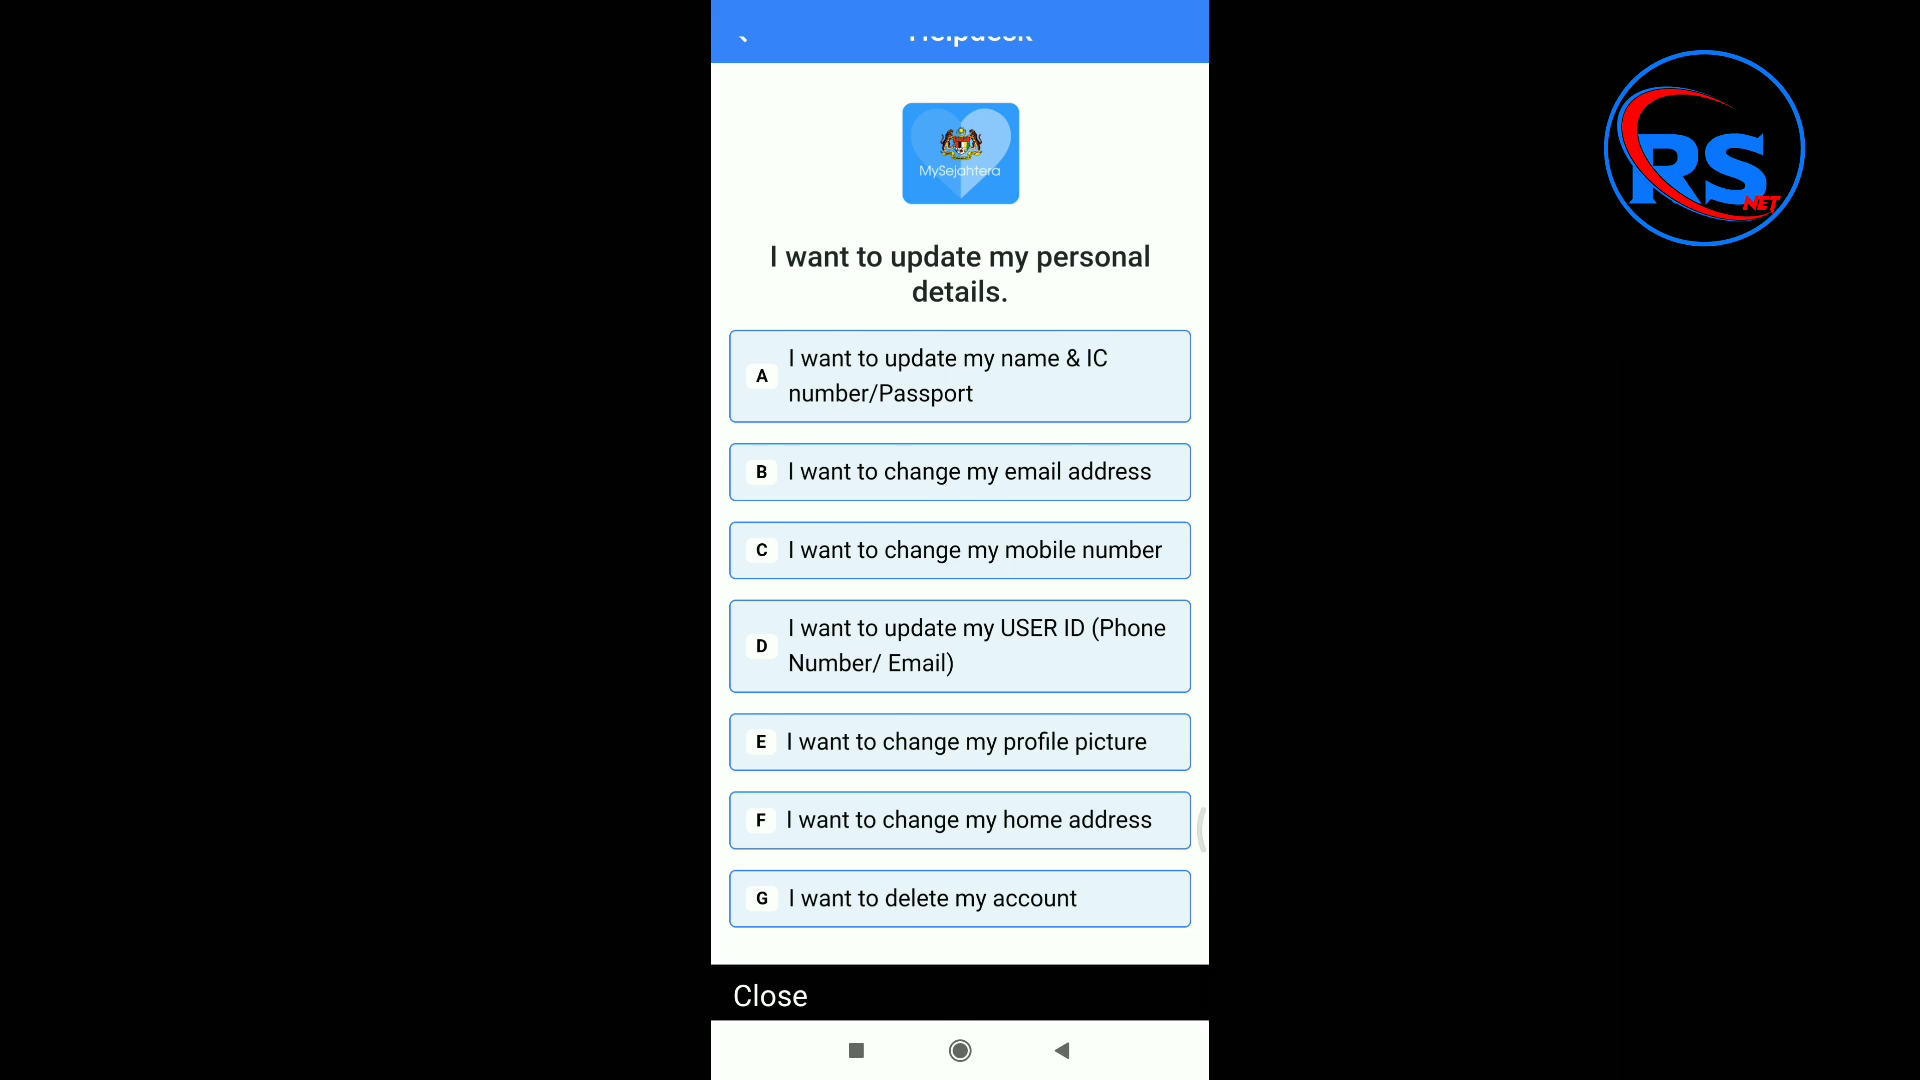 Helpdesk
MySejahtera
RS
NET
I want to update my personal
details.
A
I want to update my name & IC
number/Passport
B I want to change my email address
C I want to change my mobile number
D
I want to update my USER ID (Phone
Number/ Email)
E I want to change my profile picture
F I want to change my home address
G I want to delete my account
Close